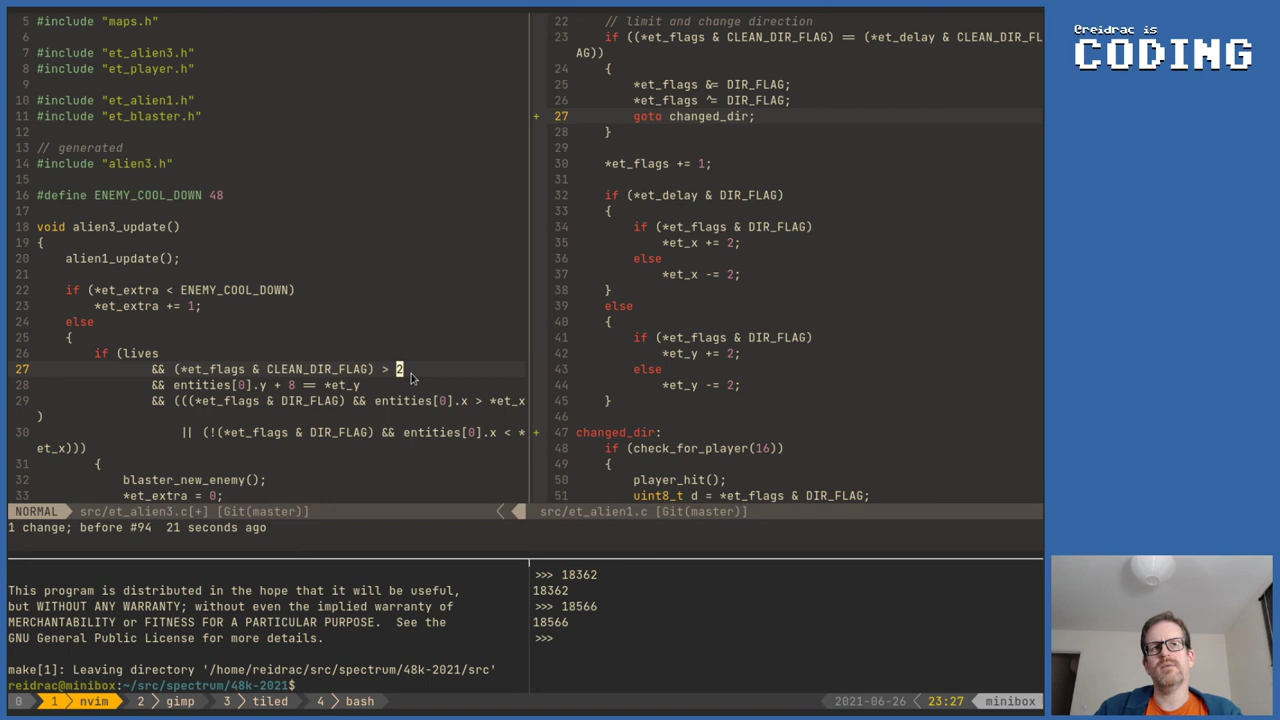 5 #include "maps.h"
6
7 #include "et_alien3.h"
8 #include "et_player.h"
9
10 #include "et_alien1.h"
11 #include "et_blaster.h"
12
13 // generated
14 #include "alien3.h"
15
16 #define ENEMY_COOL_DOWN 48
17
18 void alien3_update()
19 {
20 alien1_update();
21
22 if (*et_extra < ENEMY_COOL_DOWN)
23 *et_extra += 1;
24 else
25 {
26 if (lives
27 && (*et_flags & CLEAN_DIR_FLAG) > 2
28 && entities[0].y + 8 == *et_y
29 && (((*et_flags & DIR_FLAG) && entities[0].x > *et_x
)
30 || (!(*et_flags & DIR_FLAG) && entities[0].x < *
et_x)))
31 {
32 blaster_new_enemy();
33 *et_extra = 0;
NORMAL src/et_alien3.c[+] [Git(master)]
1 change; before #94 21 seconds ago
22 // limit and change direction
23 if ((*et_flags & CLEAN_DIR_FLAG) == (*et_delay & CLEAN_DIR_FL
AG))
24 {
25 *et_flags &= DIR_FLAG;
26 *et_flags ^= DIR_FLAG;
+ 27 goto changed_dir;
28 }
29
30 *et_flags += 1;
31
32 if (*et_delay & DIR_FLAG)
33 {
34 if (*et_flags & DIR_FLAG)
35 *et_x += 2;
36 else
37 *et_x -= 2;
38 }
39 else
40 {
41 if (*et_flags & DIR_FLAG)
42 *et_y += 2;
43 else
44 *et_y -= 2;
45 }
46
+ 47 changed_dir:
48 if (check_for_player(16))
49 {
50 player_hit();
51 uint8_t d = *et_flags & DIR_FLAG;
src/et_alien1.c [Git(master)]
This program is distributed in the hope that it will be useful,
but WITHOUT ANY WARRANTY; without even the implied warranty of
MERCHANTABILITY or FITNESS FOR A PARTICULAR PURPOSE. See the
GNU General Public License for more details.
make[1]: Leaving directory '/home/reidrac/src/spectrum/48k-2021/src'
reidrac@minibox:~/src/spectrum/48k-2021$
>>> 18362
18362
>>> 18566
18566
>>>
0 1 nvim 2 gimp 3 tiled 4 bash 2021-06-26 23:27 minibox
@reidrac is
CODING